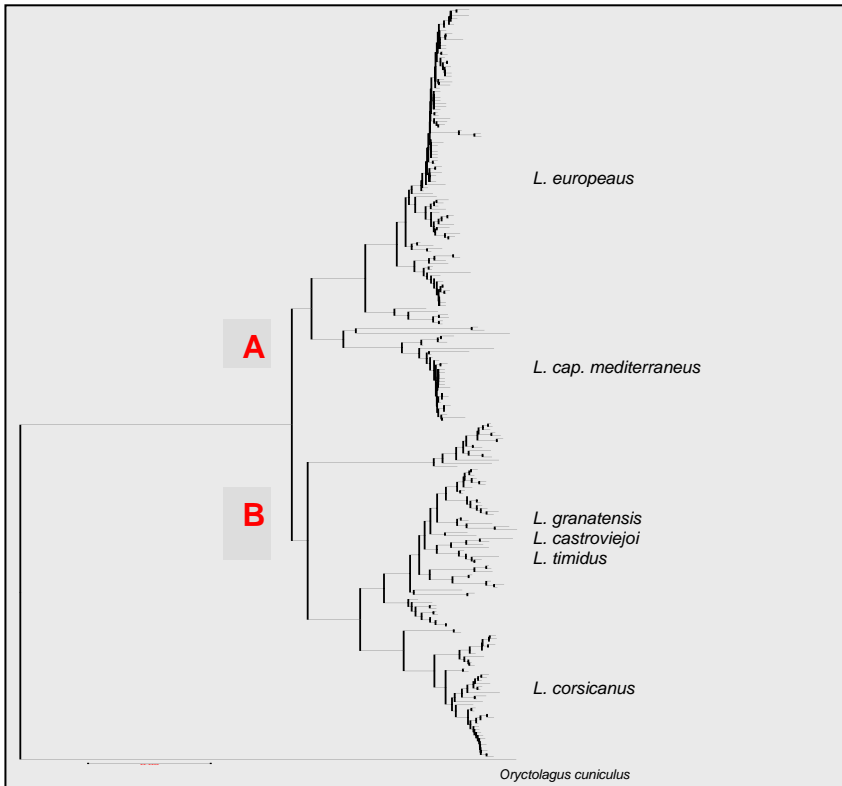 L. europeaus
A
L. cap. mediterraneus
B
L. granatensis
L. castroviejoi
L. timidus
L. corsicanus
Oryctolagus cuniculus